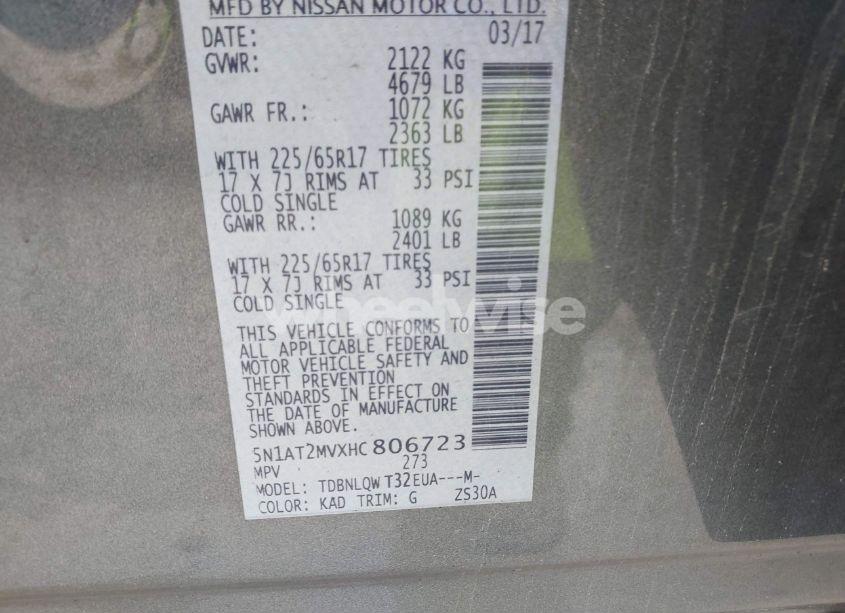 MFD BY NISSAN MOTOR CO., LTD.
DATE: 03/17
GVWR: 2122 KG
4679 LB
GAWR FR.: 1072 KG
2363 LB
WITH 225/65R17 TIRES
17 X 7J RIMS AT 33 PSI
COLD SINGLE
GAWR RR.: 1089 KG
2401 LB
WITH 225/65R17 TIRES
17 X 7J RIMS AT 33 PSI
COLD SINGLE
wheelwise
THIS VEHICLE CONFORMS TO
ALL APPLICABLE FEDERAL
MOTOR VEHICLE SAFETY AND
THEFT PREVENTION
STANDARDS IN EFFECT ON
THE DATE OF MANUFACTURE
SHOWN ABOVE.
5N1AT2MVXHC806723
MPV 273
MODEL: TDBNLQW T32EUA---M-
COLOR: KAD TRIM: G ZS30A